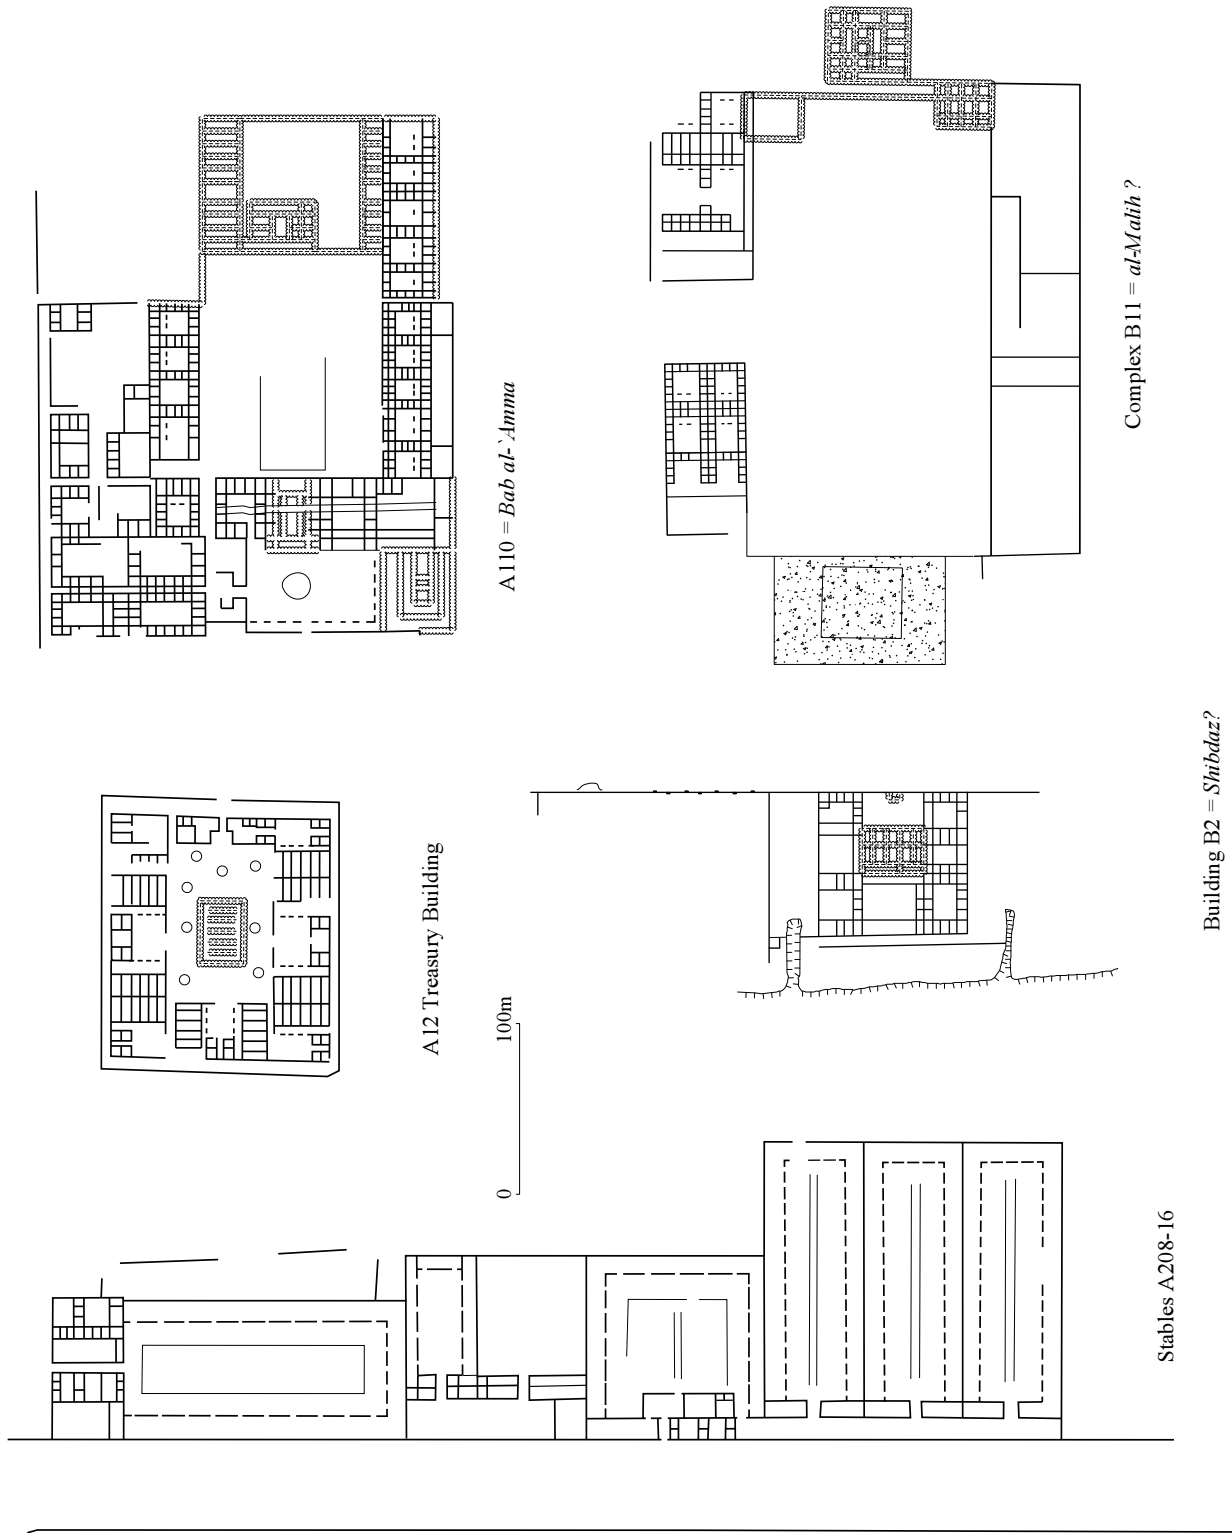 A110 = Bab al-`Amma
Complex B11 = al-Malih ?
A12 Treasury Building
0 100m
Building B2 = Shibdaz?
Stables A208-16